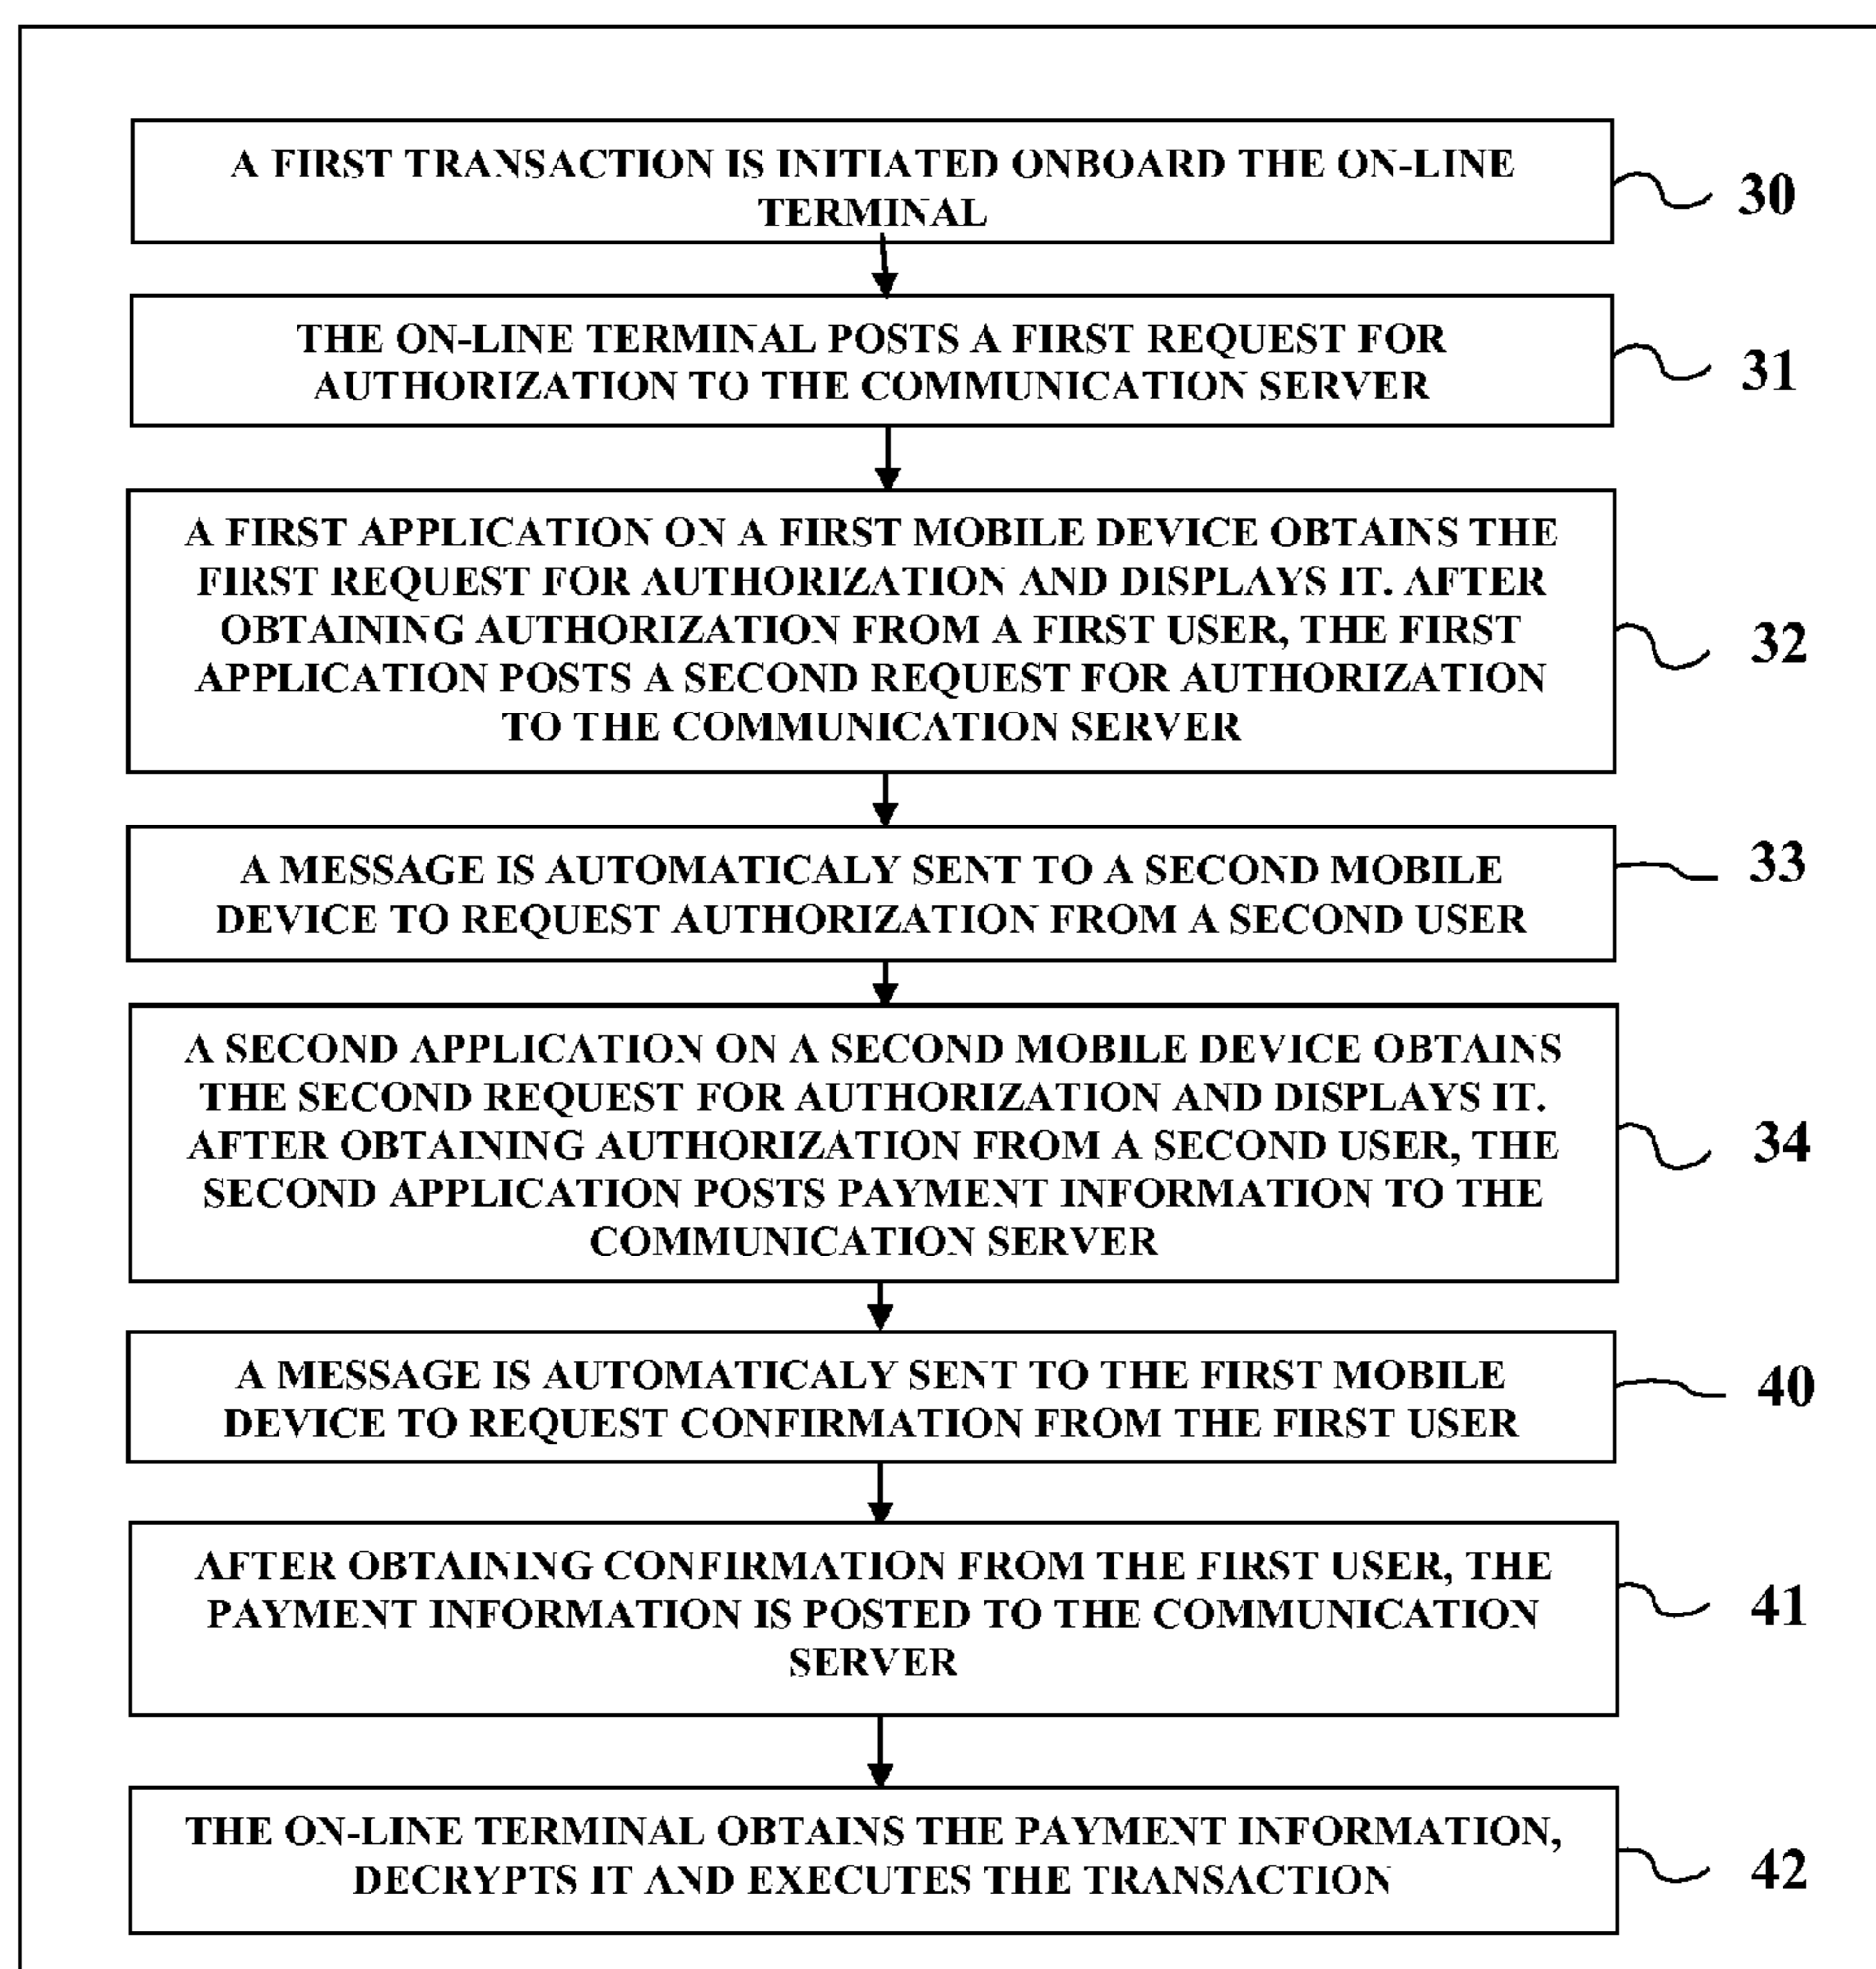 A FIRST TRANSACTION IS INITIATED ONBOARD THE ON-LINE
TERMINAL
30
THE ON-LINE TERMINAL POSTS A FIRST REQUEST FOR
AUTHORIZATION TO THE COMMUNICATION SERVER
31
A FIRST APPLICATION ON A FIRST MOBILE DEVICE OBTAINS THE
FIRST REQUEST FOR AUTHORIZATION AND DISPLAYS IT. AFTER
OBTAINING AUTHORIZATION FROM A FIRST USER, THE FIRST
APPLICATION POSTS A SECOND REQUEST FOR AUTHORIZATION
TO THE COMMUNICATION SERVER
32
A MESSAGE IS AUTOMATICALY SENT TO A SECOND MOBILE
DEVICE TO REQUEST AUTHORIZATION FROM A SECOND USER
33
A SECOND APPLICATION ON A SECOND MOBILE DEVICE OBTAINS
THE SECOND REQUEST FOR AUTHORIZATION AND DISPLAYS IT.
AFTER OBTAINING AUTHORIZATION FROM A SECOND USER, THE
SECOND APPLICATION POSTS PAYMENT INFORMATION TO THE
COMMUNICATION SERVER
34
A MESSAGE IS AUTOMATICALY SENT TO THE FIRST MOBILE
DEVICE TO REQUEST CONFIRMATION FROM THE FIRST USER
40
AFTER OBTAINING CONFIRMATION FROM THE FIRST USER, THE
PAYMENT INFORMATION IS POSTED TO THE COMMUNICATION
SERVER
41
THE ON-LINE TERMINAL OBTAINS THE PAYMENT INFORMATION,
DECRYPTS IT AND EXECUTES THE TRANSACTION
42